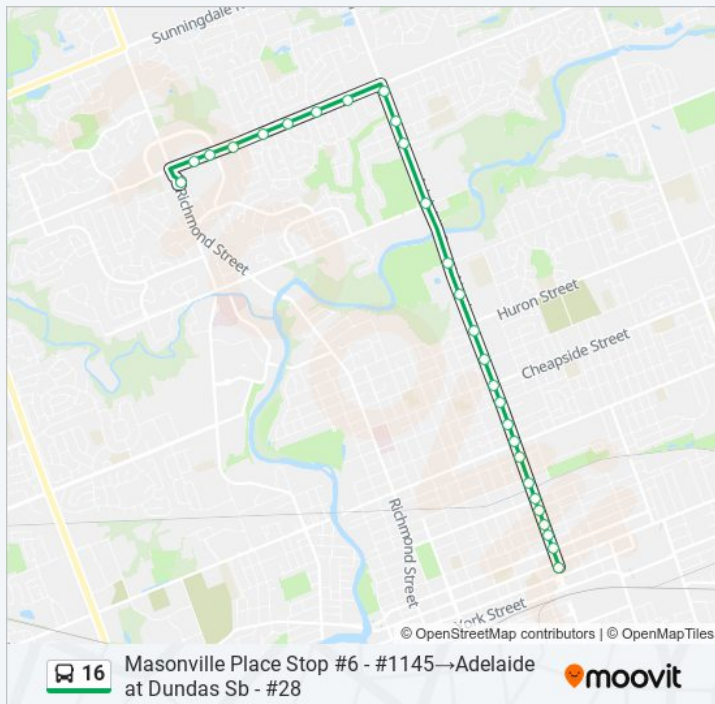 Sunningdale
Richmond Street
Huron Street
Cheapside Street
Richmond Street
York Street
© OpenStreetMap contributors | © OpenMapTiles
16
Masonville Place Stop #6 - #1145→Adelaide
at Dundas Sb - #28
moovit